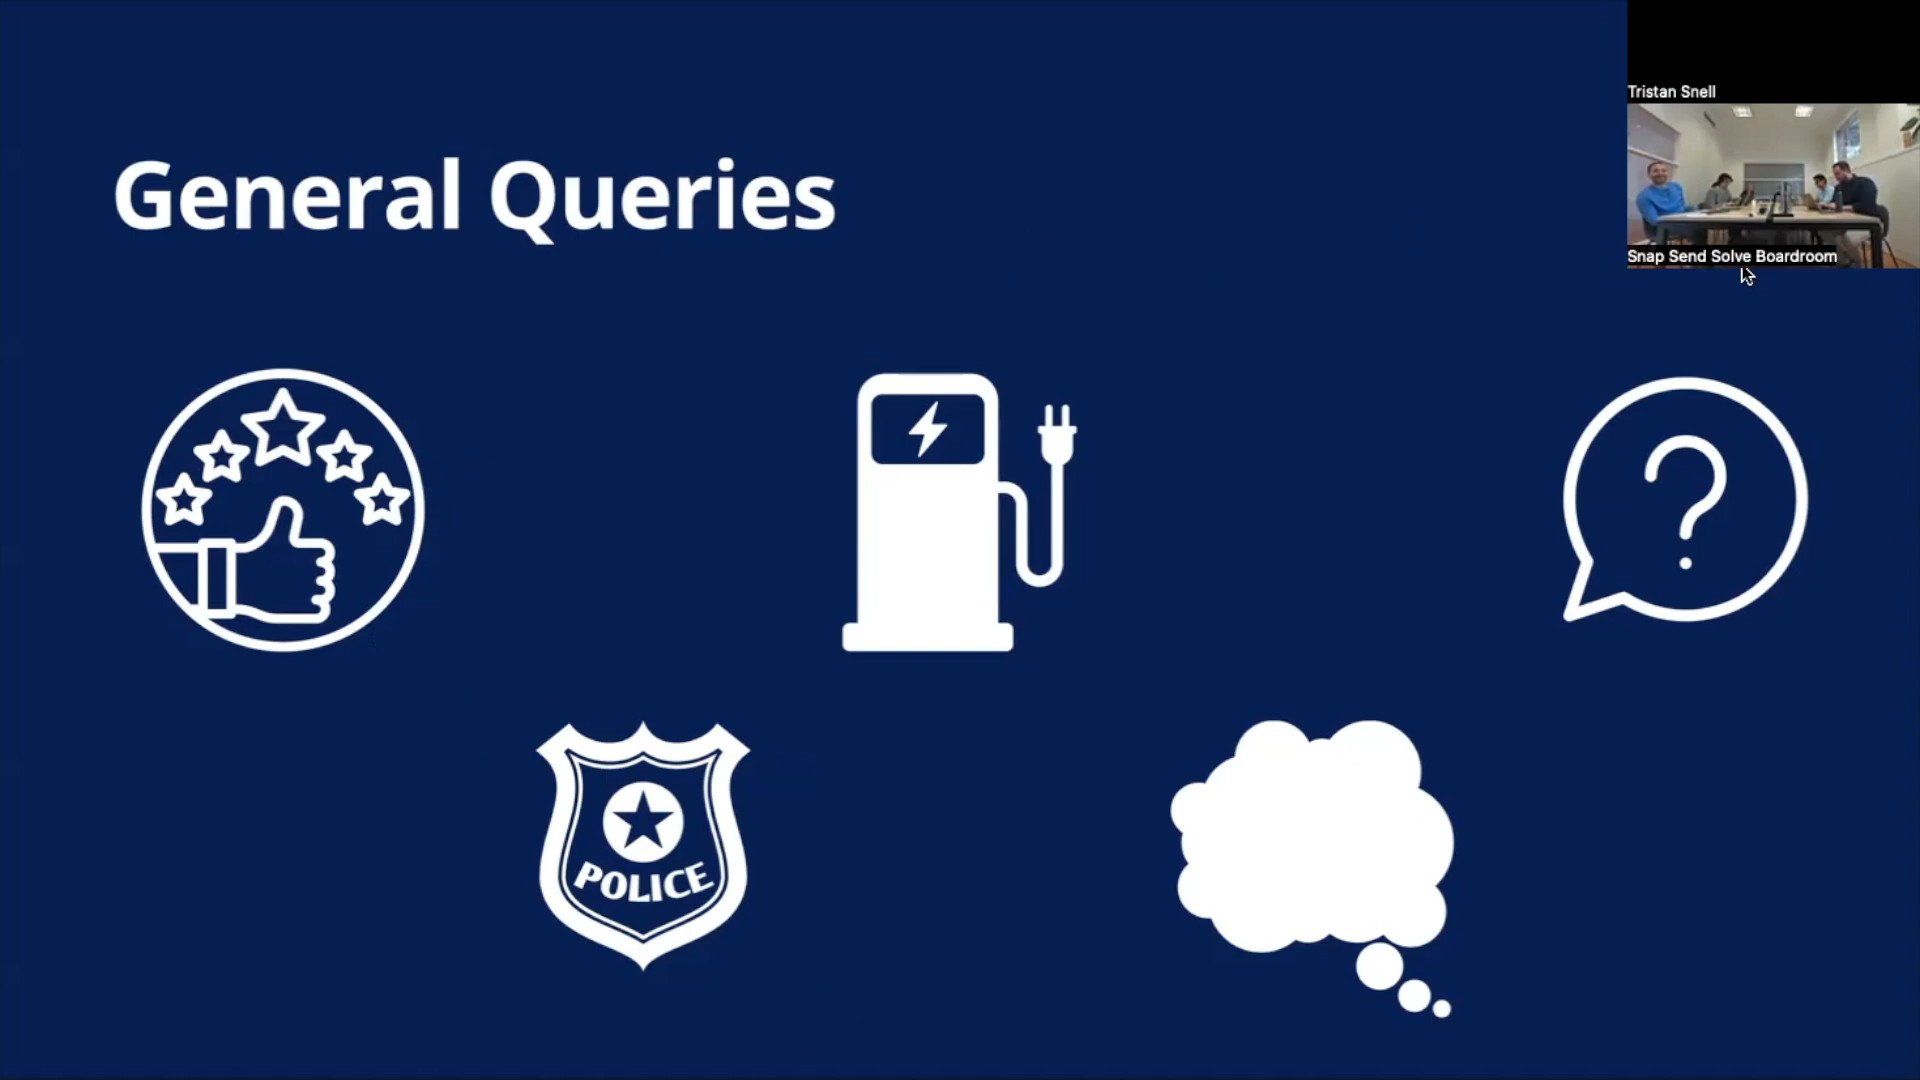 General Queries
Tristan Snell
Snap Send Solve Boardroom
?
POLICE